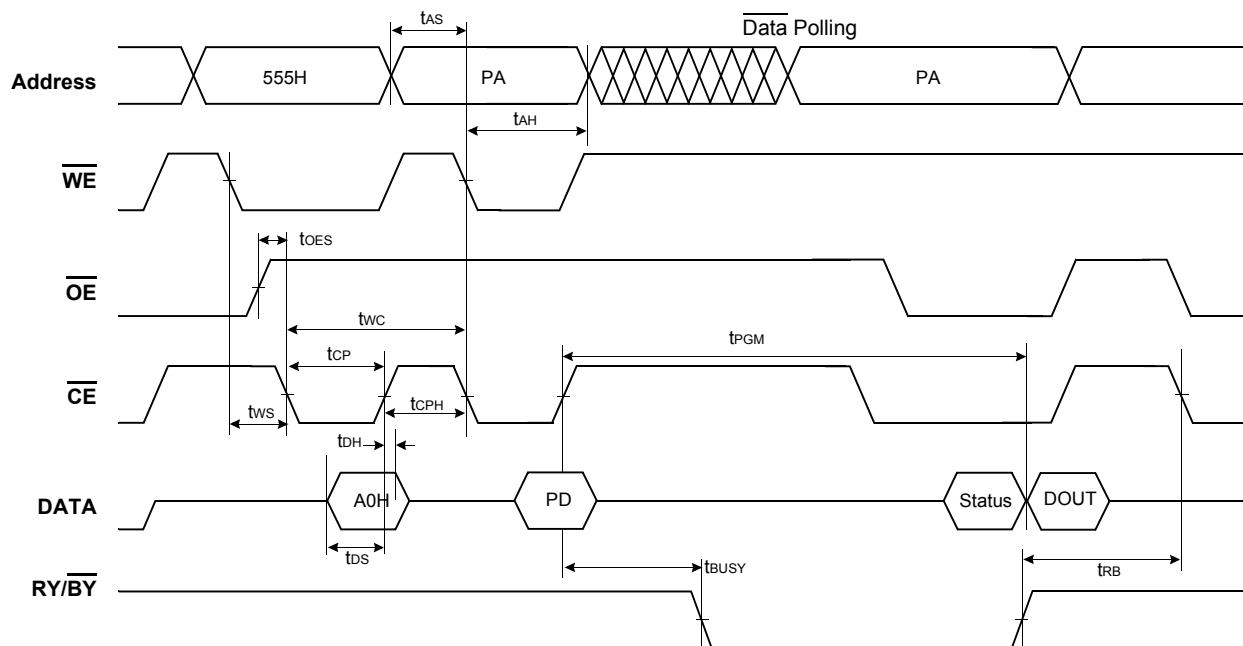 tAS
Data Polling
Address
555H
PA
PA
tAH
WE
tOES
OE
tWC
tPGM
tCP
CE
tCPH
tWS
tDH
DATA
A0H
PD
Status
DOUT
tDS
tBUSY
tRB
RY/BY